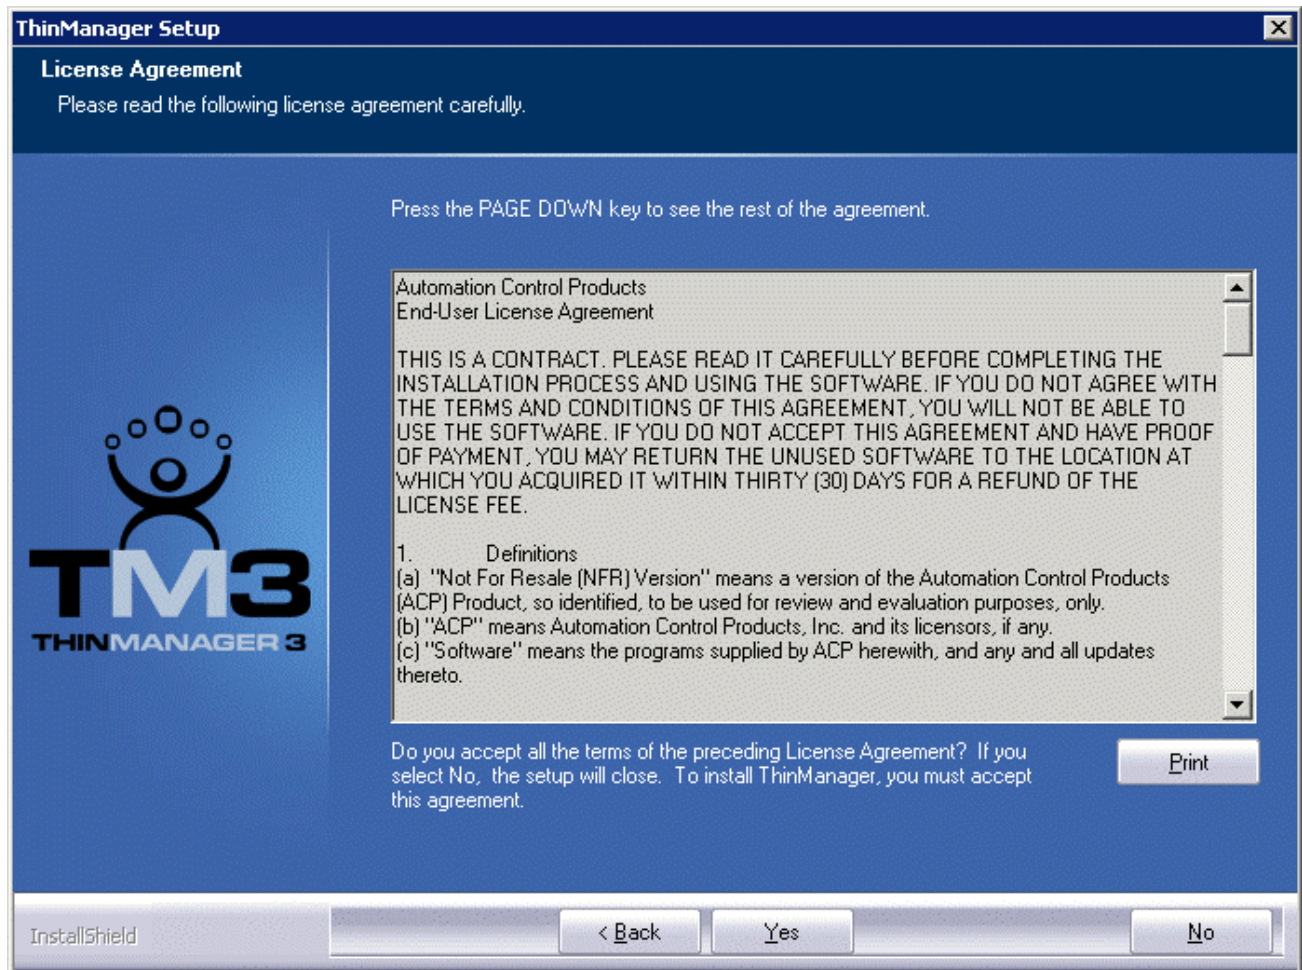 ThinManager Setup
License Agreement
Please read the following license agreement carefully.
Press the PAGE DOWN key to see the rest of the agreement.
Automation Control Products
End-User License Agreement
THIS IS A CONTRACT. PLEASE READ IT CAREFULLY BEFORE COMPLETING THE
INSTALLATION PROCESS AND USING THE SOFTWARE. IF YOU DO NOT AGREE WITH
THE TERMS AND CONDITIONS OF THIS AGREEMENT, YOU WILL NOT BE ABLE TO
USE THE SOFTWARE. IF YOU DO NOT ACCEPT THIS AGREEMENT AND HAVE PROOF
OF PAYMENT, YOU MAY RETURN THE UNUSED SOFTWARE TO THE LOCATION AT
WHICH YOU ACQUIRED IT WITHIN THIRTY (30) DAYS FOR A REFUND OF THE
LICENSE FEE.
1. Definitions
(a) "Not For Resale (NFR) Version" means a version of the Automation Control Products
(ACP) Product, so identified, to be used for review and evaluation purposes, only.
(b) "ACP" means Automation Control Products, Inc. and its licensors, if any.
(c) "Software" means the programs supplied by ACP herewith, and any and all updates
thereto.
TM3
THINMANAGER 3
Do you accept all the terms of the preceding License Agreement? If you
select No, the setup will close. To install ThinManager, you must accept
this agreement.
Print
InstallShield
< Back
Yes
No